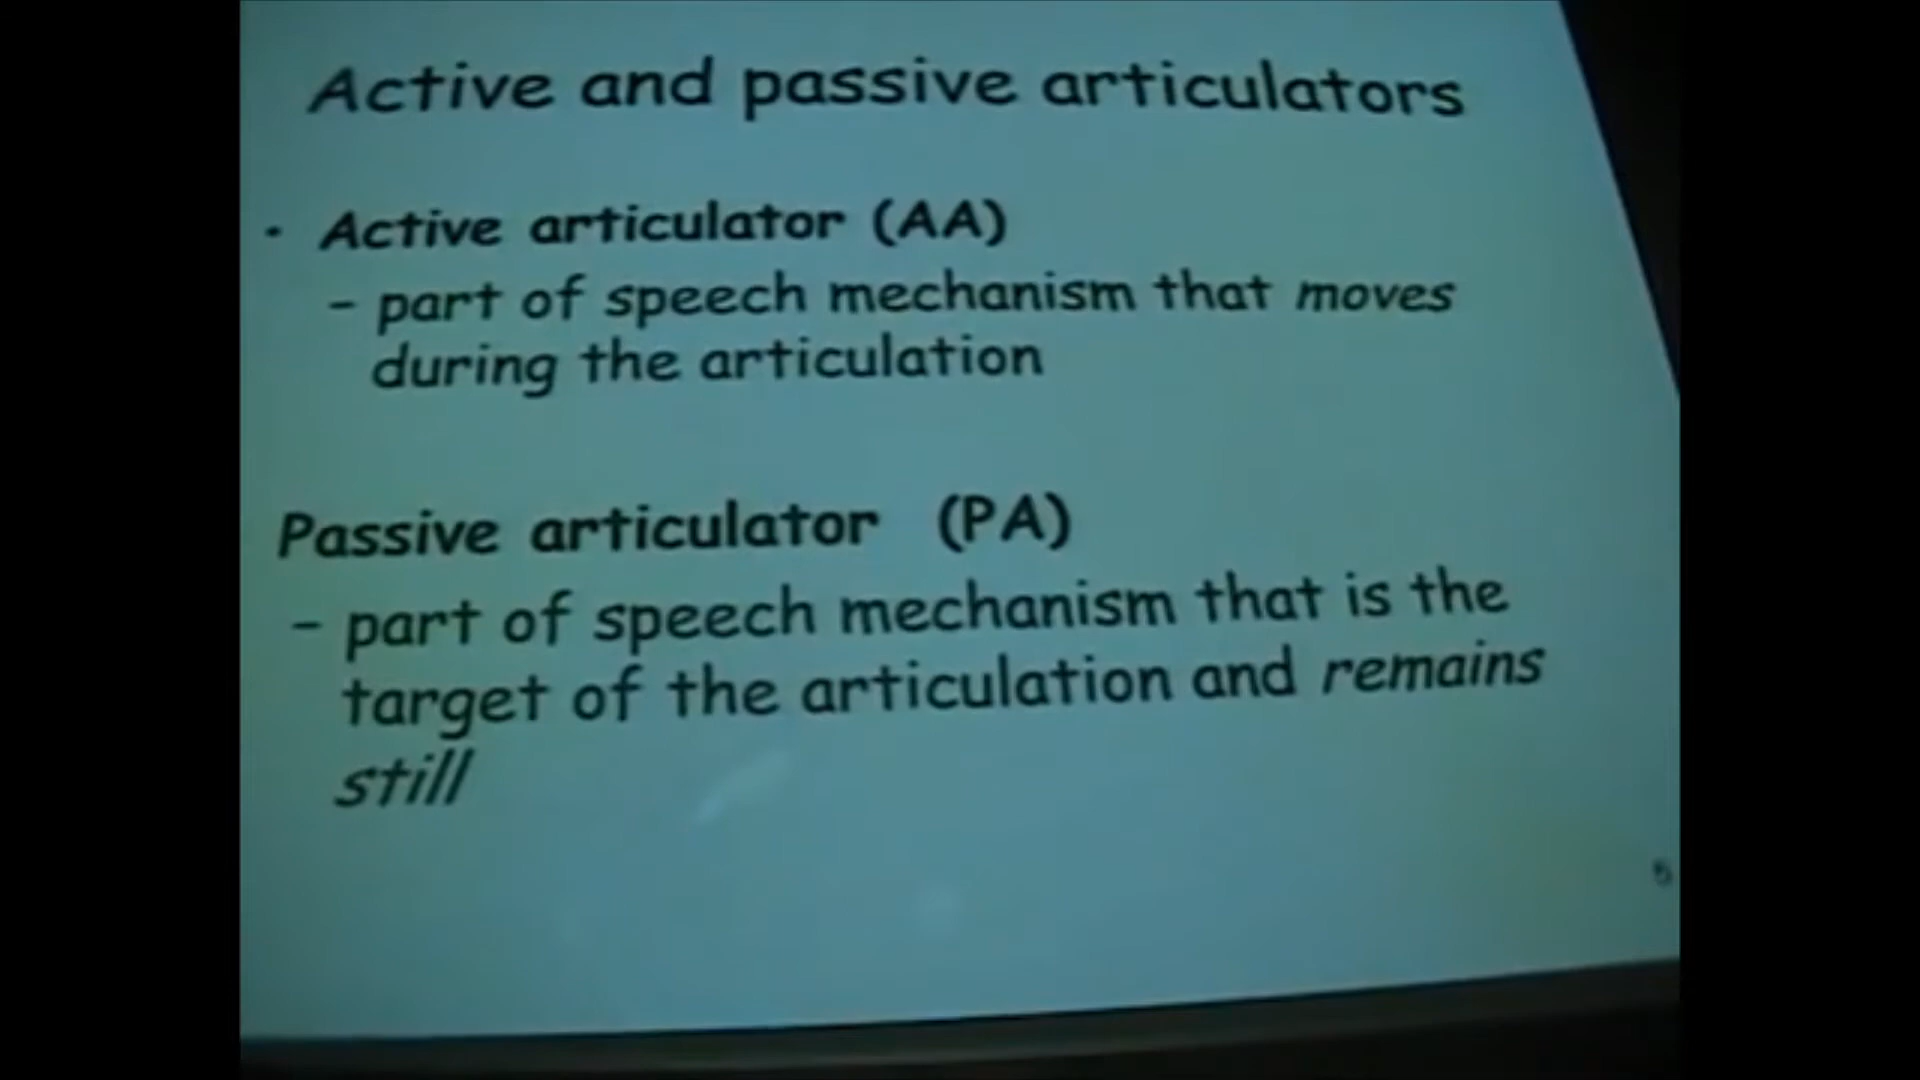 Active and passive articulators
• Active articulator (AA)
– part of speech mechanism that moves
during the articulation
Passive articulator (PA)
– part of speech mechanism that is the
target of the articulation and remains
still
5